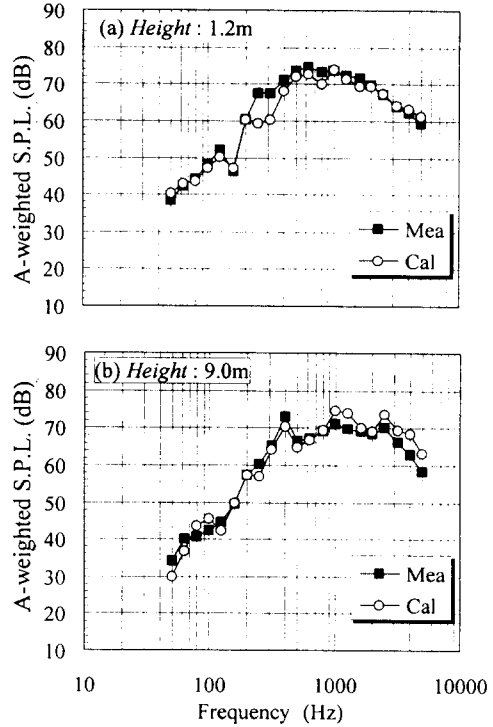 90
(a) Height : 1.2m
80
70
60
50
40
30
20
10
A-weighted S.P.L. (dB)
Mea
Cal
90
(b) Height : 9.0m
80
70
60
50
40
30
20
10
A-weighted S.P.L. (dB)
Mea
Cal
10
100
1000
10000
Frequency (Hz)